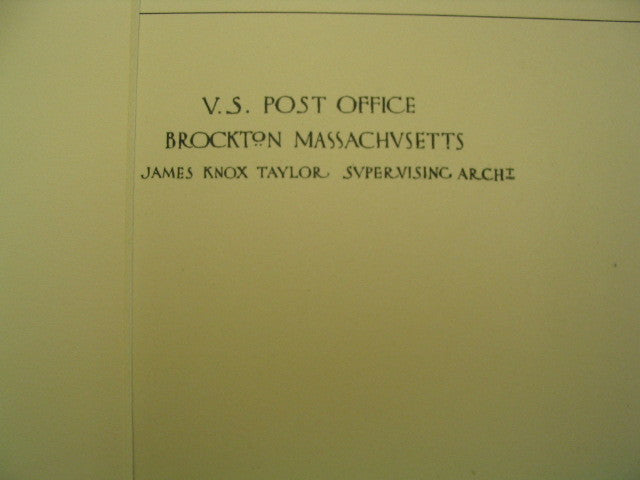 V.S. POST OFFICE
BROCKTON MASSACHVSETTS
JAMES KNOX TAYLOR SVPERVISING ARCHT